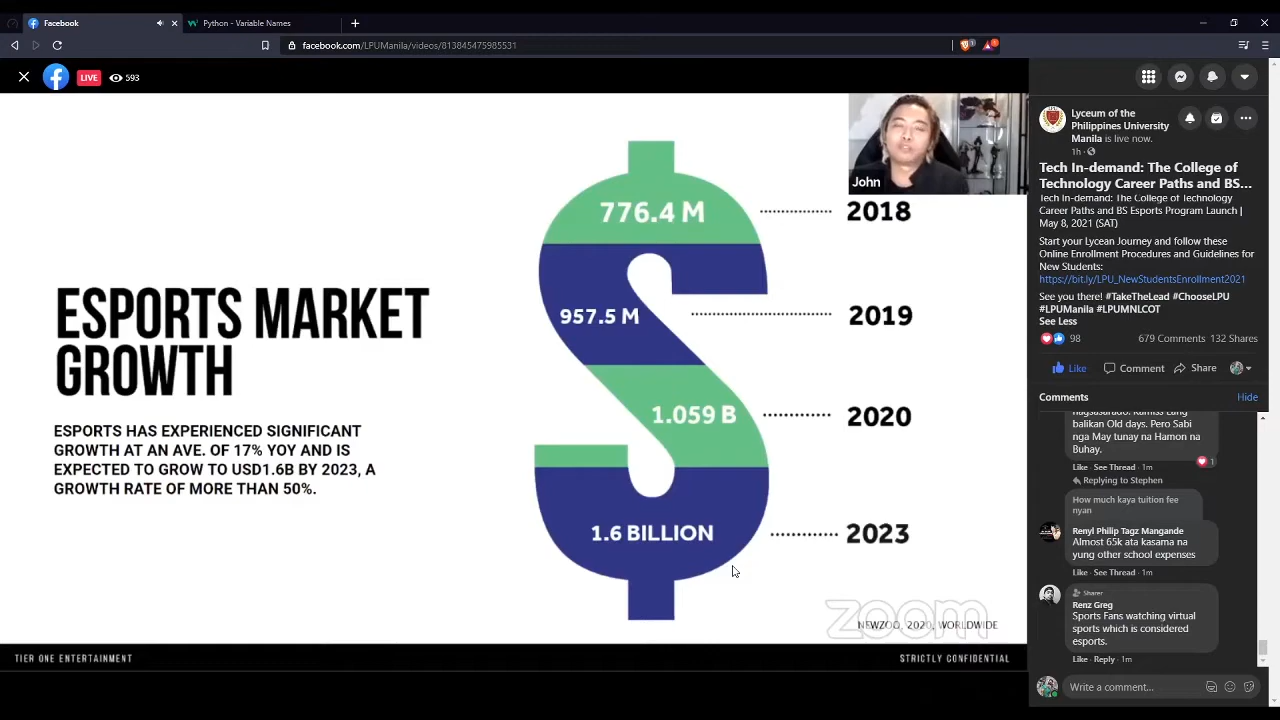 Facebook
Python - Variable Names
facebook.com/LPUManila/videos/813845475985531
LIVE
593
John
776.4 M
2018
957.5 M
2019
1.059 B
2020
1.6 BILLION
2023
ESPORTS MARKET
GROWTH
ESPORTS HAS EXPERIENCED SIGNIFICANT
GROWTH AT AN AVE. OF 17% YOY AND IS
EXPECTED TO GROW TO USD1.6B BY 2023, A
GROWTH RATE OF MORE THAN 50%.
zoom
NEWZOO, 2020, WORLDWIDE
TIER ONE ENTERTAINMENT
STRICTLY CONFIDENTIAL
Lyceum of the
Philippines University
Manila is live now.
1h
Tech In-demand: The College of
Technology Career Paths and BS...
Tech In-demand: The College of Technology
Career Paths and BS Esports Program Launch |
May 8, 2021 (SAT)
Start your Lycean Journey and follow these
Online Enrollment Procedures and Guidelines for
New Students:
https://bit.ly/LPU_NewStudentsEnrollment2021
See you there! #TakeTheLead #ChooseLPU
#LPUManila #LPUMNLCOT
See Less
98
679 Comments 132 Shares
Like Comment Share
Comments
Hide
balikan Old days. Pero Sabi
nga May tunay na Hamon na
Buhay.
1
Like · See Thread · 1m
Replying to Stephen
How much kaya tuition fee
nyan
Renyl Philip Tagz Mangande
Almost 65k ata kasama na
yung other school expenses
Like · See Thread · 1m
Sharer
Renz Greg
Sports Fans watching virtual
sports which is considered
esports.
Like · Reply · 1m
Write a comment...